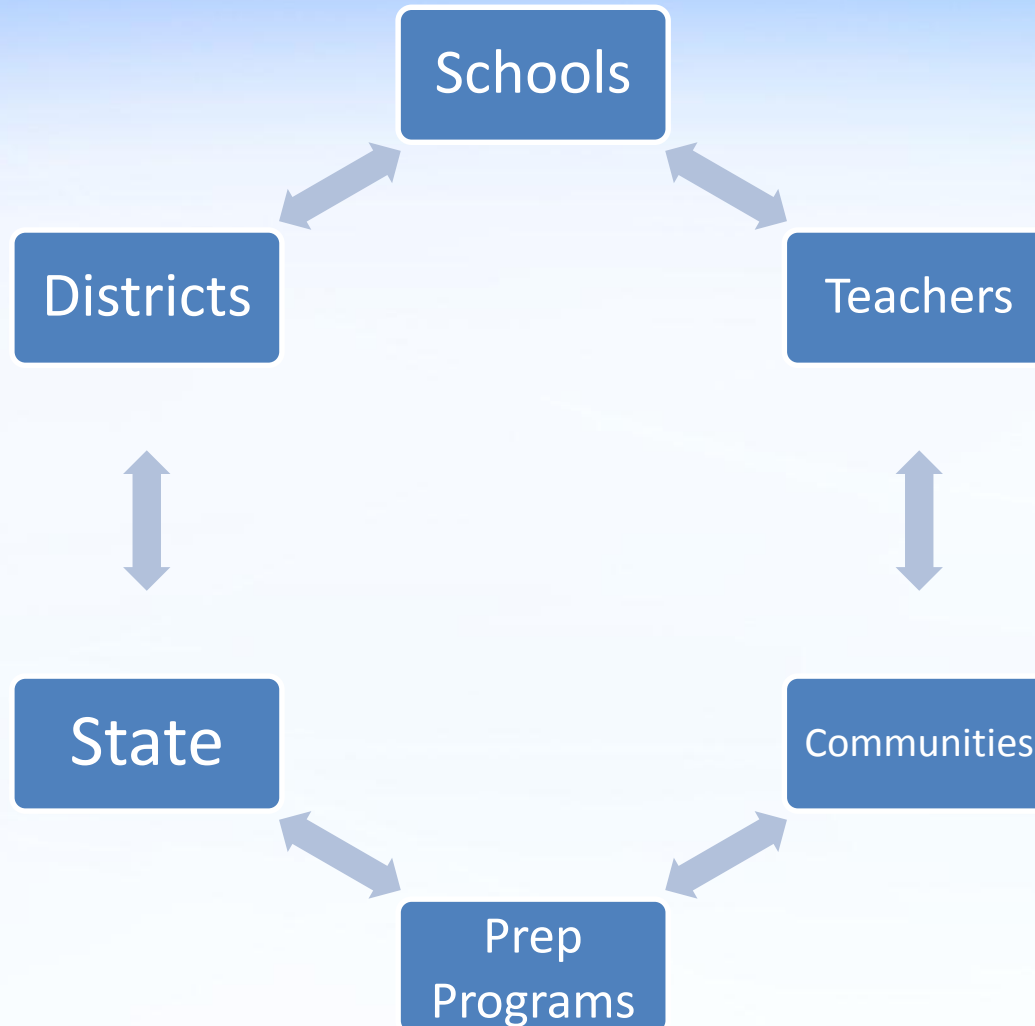 Schools
Districts
Teachers
State
Communities
Prep
Programs